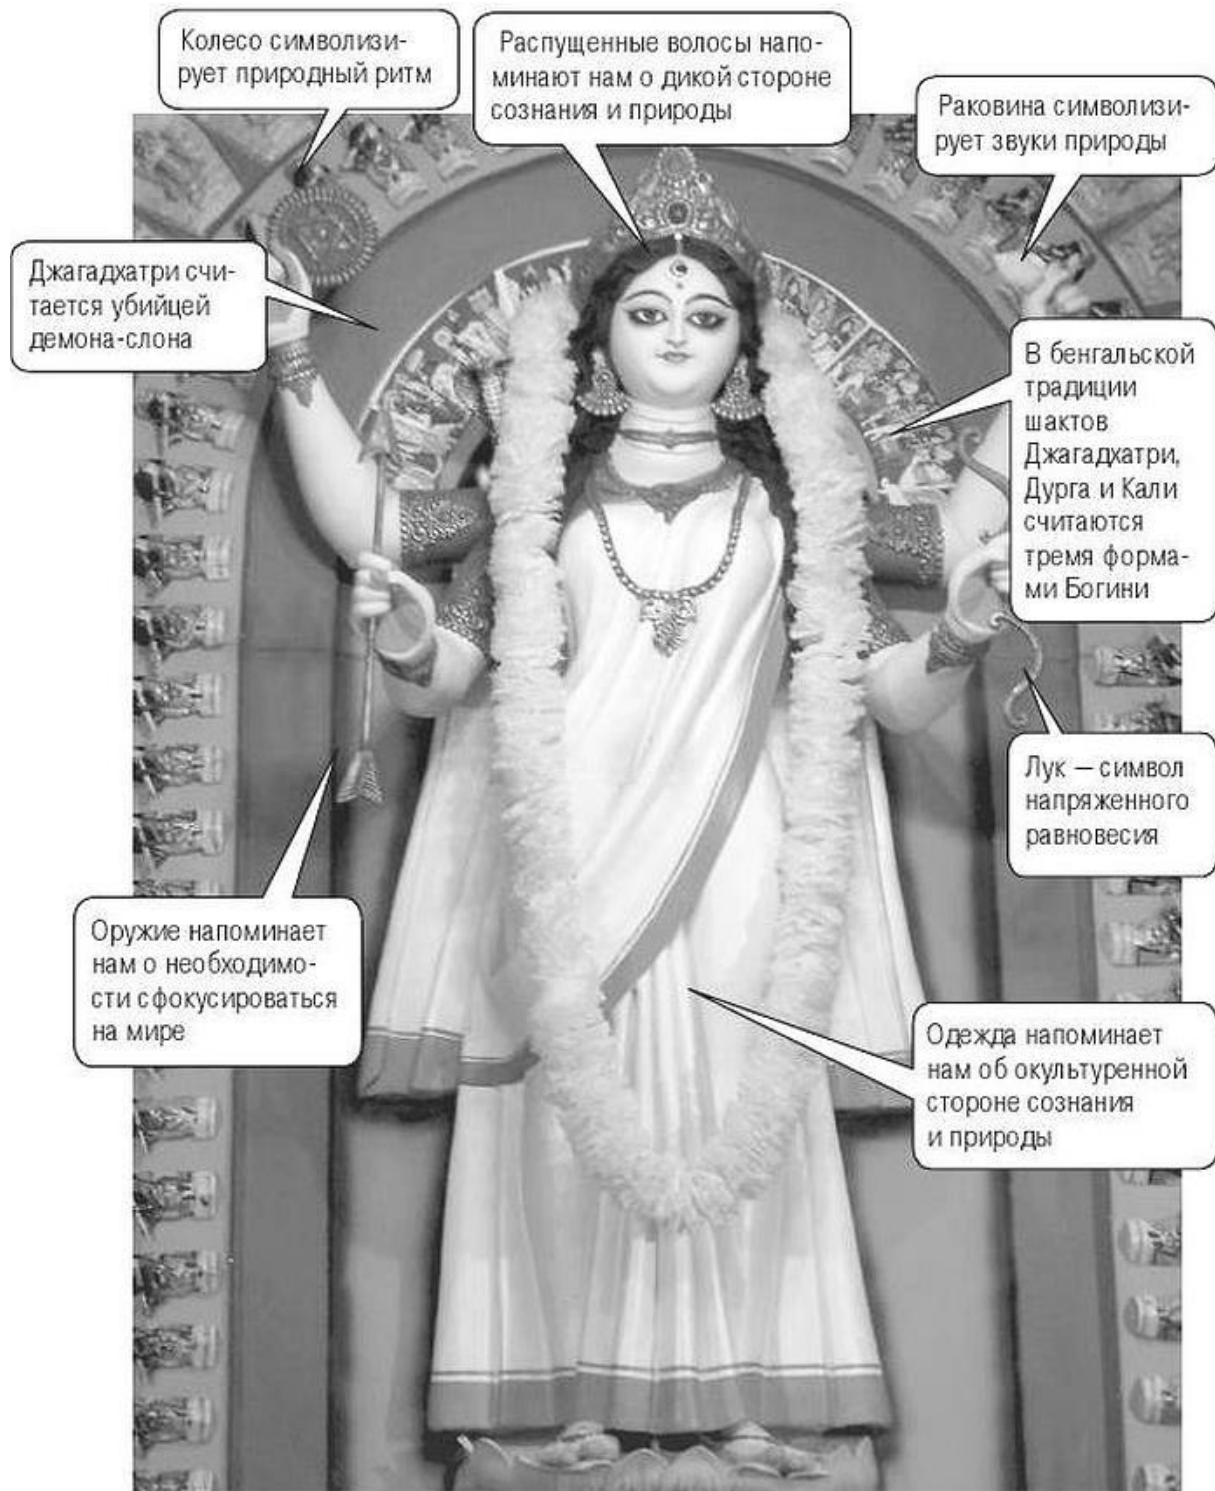 Колесо символизи-
рует природный ритм
Распущенные волосы напо-
минают нам о дикой стороне
сознания и природы
Раковина символизи-
рует звуки природы
Джагадхатри счи-
тается убийцей
демона-слона
В бенгальской
традиции
шактов
Джагадхатри,
Дурга и Кали
считаются
тремя форма-
ми Богини
Лук – символ
напряженного
равновесия
Оружие напоминает
нам о необходимо-
сти сфокусироваться
на мире
Одежда напоминает
нам об окультуренной
стороне сознания
и природы